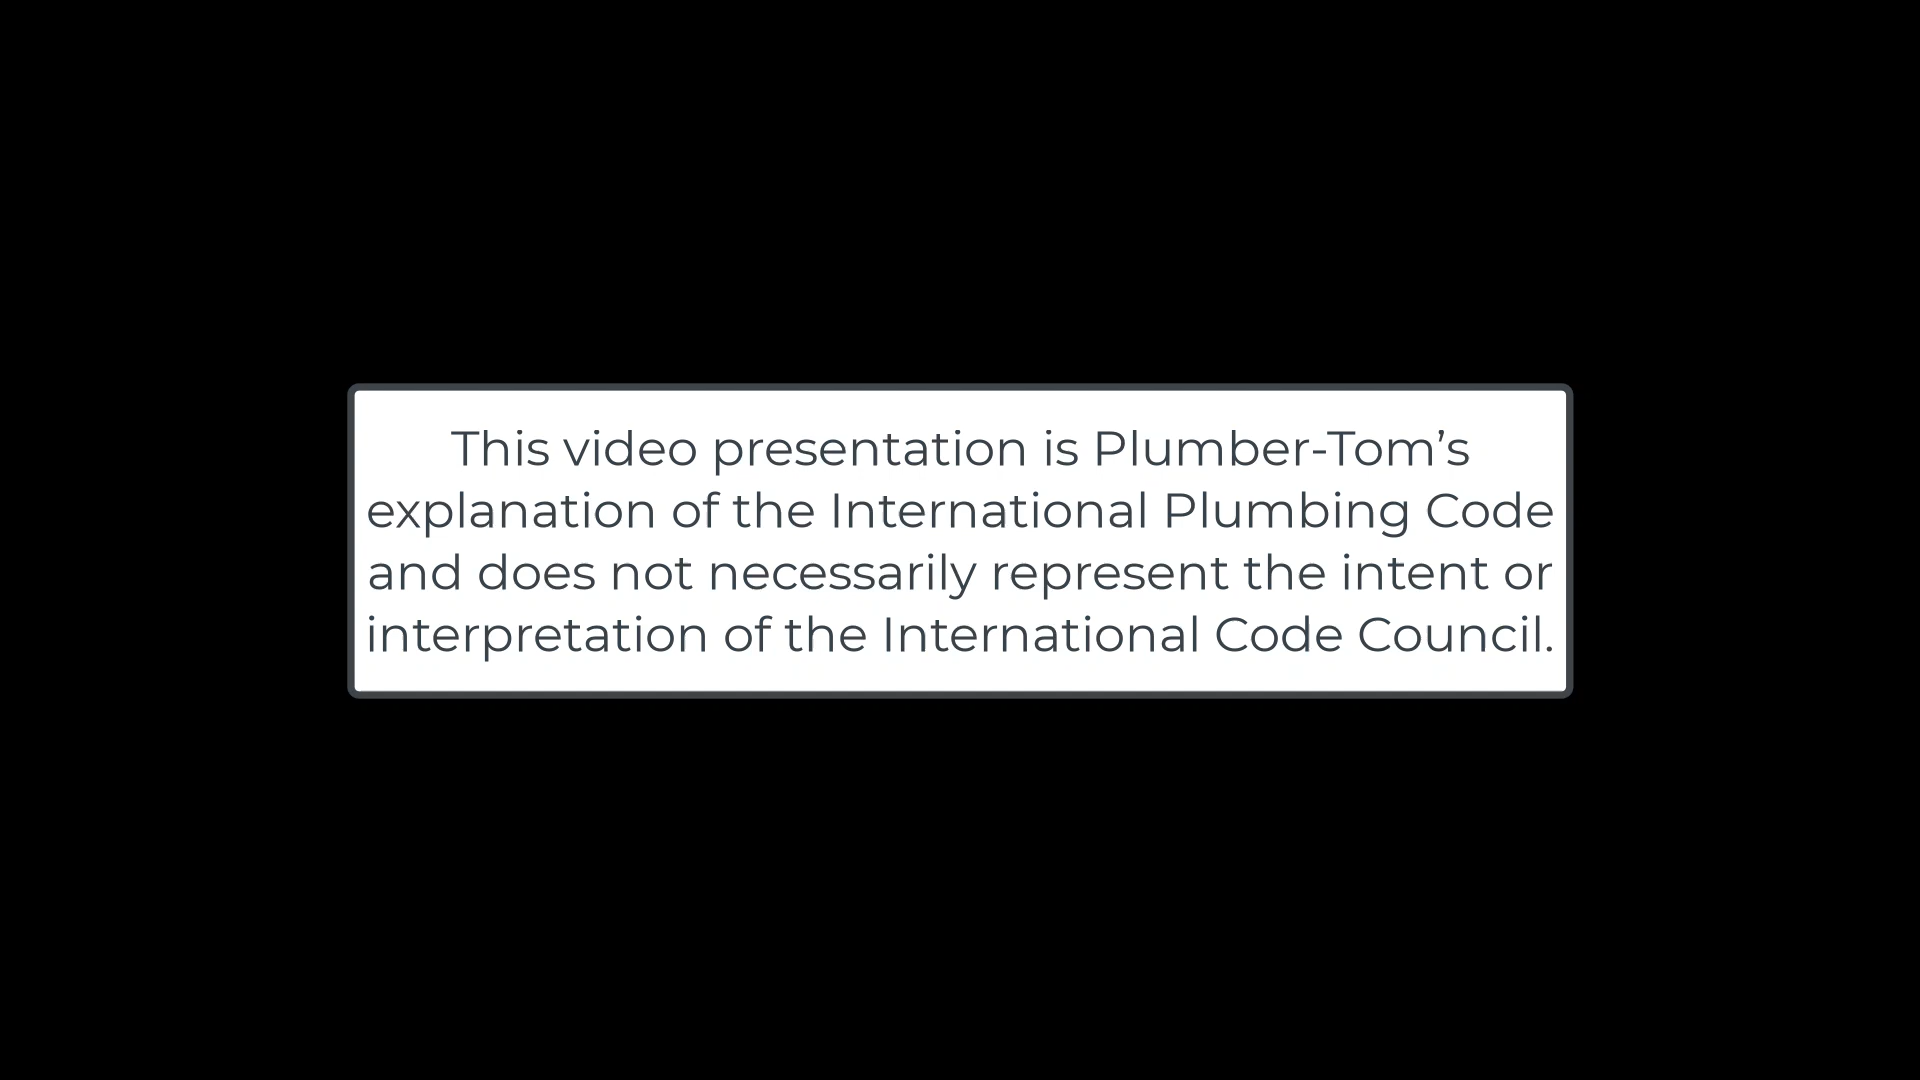 This video presentation is Plumber-Tom’s
explanation of the International Plumbing Code
and does not necessarily represent the intent or
interpretation of the International Code Council.